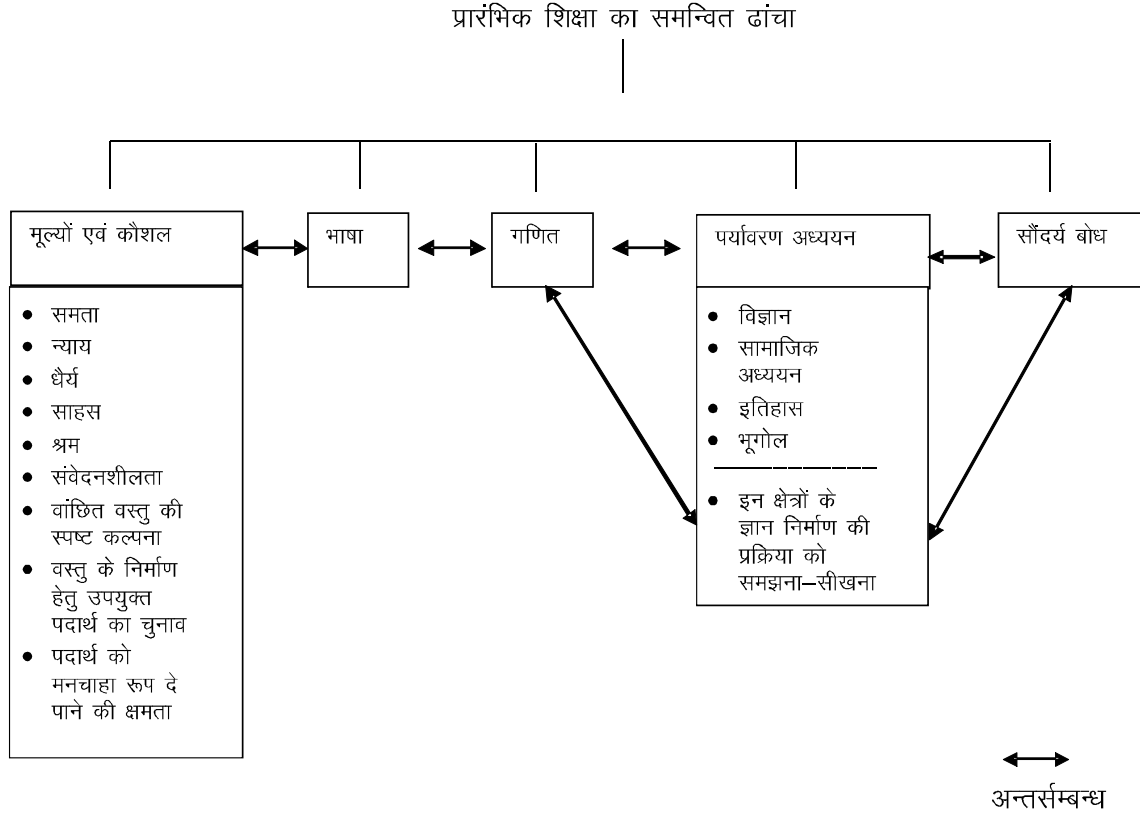 प्रारंभिक शिक्षा का समन्वित ढांचा
मूल्यों एवं कौशल
भाषा
गणित
पर्यावरण अध्ययन
सौंदर्य बोध
● समता
● न्याय
● धैर्य
● साहस
● श्रम
● संवेदनशीलता
● वांछित वस्तु की
स्पष्ट कल्पना
● वस्तु के निर्माण
हेतु उपयुक्त
पदार्थ का चुनाव
● पदार्थ को
मनचाहा रूप दे
पाने की क्षमता
● विज्ञान
● सामाजिक
अध्ययन
● इतिहास
● भूगोल
● इन क्षेत्रों के
ज्ञान निर्माण की
प्रक्रिया को
समझना–सीखना
अन्तर्सम्बन्ध